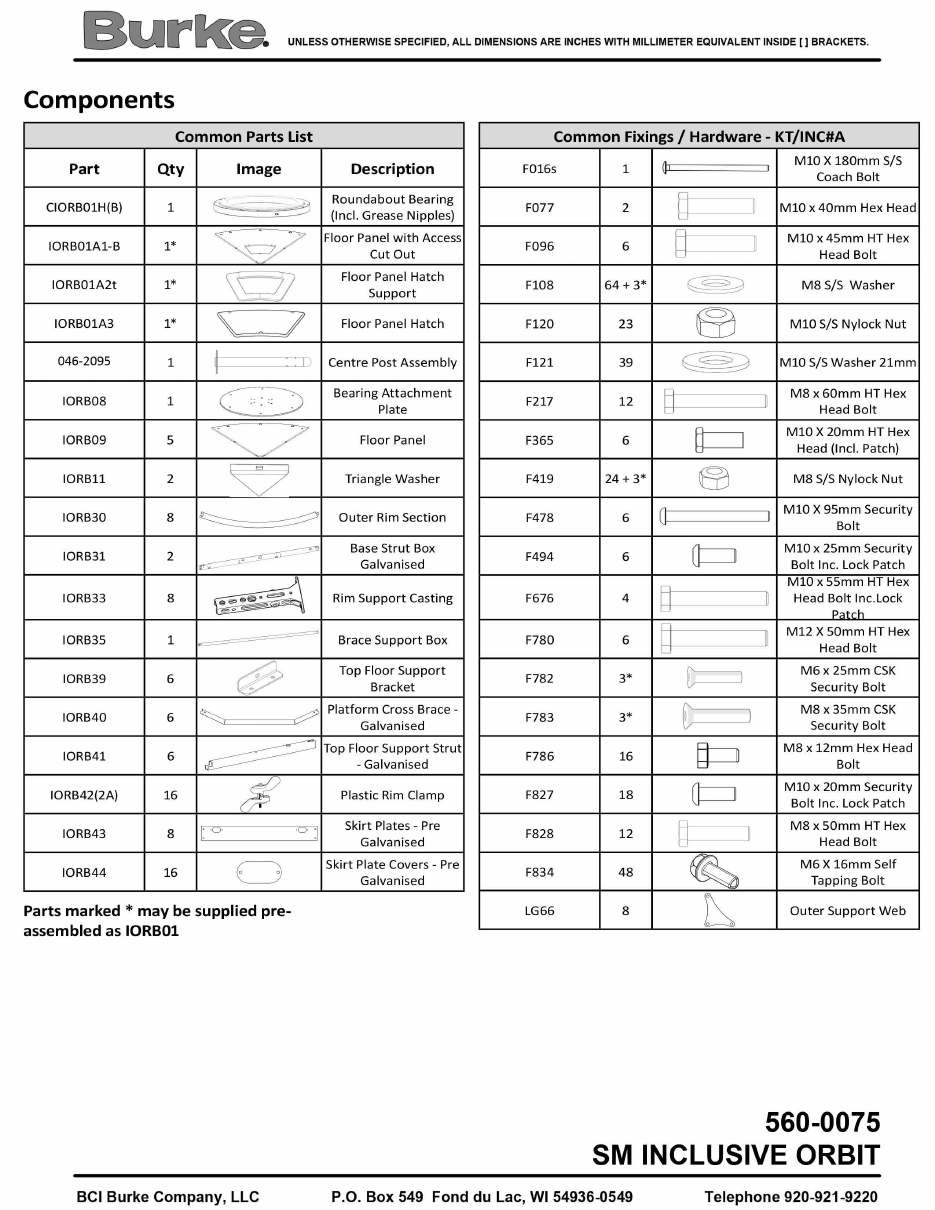 Burke.
UNLESS OTHERWISE SPECIFIED, ALL DIMENSIONS ARE INCHES WITH MILLIMETER EQUIVALENT INSIDE [ ] BRACKETS.
Components
Common Parts List
Part Qty Image Description
CIORB01H(B) 1 Roundabout Bearing
(Incl. Grease Nipples)
IORB01A1-B 1* Floor Panel with Access
Cut Out
IORB01A2t 1* Floor Panel Hatch
Support
IORB01A3 1* Floor Panel Hatch
046-2095 1 Centre Post Assembly
IORB08 1 Bearing Attachment
Plate
IORB09 5 Floor Panel
IORB11 2 Triangle Washer
IORB30 8 Outer Rim Section
IORB31 2 Base Strut Box
Galvanised
IORB33 8 Rim Support Casting
IORB35 1 Brace Support Box
IORB39 6 Top Floor Support
Bracket
IORB40 6 Platform Cross Brace -
Galvanised
IORB41 6 Top Floor Support Strut
- Galvanised
IORB42(2A) 16 Plastic Rim Clamp
IORB43 8 Skirt Plates - Pre
Galvanised
IORB44 16 Skirt Plate Covers - Pre
Galvanised
Parts marked * may be supplied pre-
assembled as IORB01
Common Fixings / Hardware - KT/INC#A
F016s 1 M10 X 180mm S/S
Coach Bolt
F077 2 M10 x 40mm Hex Head
F096 6 M10 x 45mm HT Hex
Head Bolt
F108 64 + 3* M8 S/S Washer
F120 23 M10 S/S Nylock Nut
F121 39 M10 S/S Washer 21mm
F217 12 M8 x 60mm HT Hex
Head Bolt
F365 6 M10 X 20mm HT Hex
Head (Incl. Patch)
F419 24 + 3* M8 S/S Nylock Nut
F478 6 M10 X 95mm Security
Bolt
F494 6 M10 x 25mm Security
Bolt Inc. Lock Patch
F676 4 M10 x 55mm HT Hex
Head Bolt Inc.Lock
Patch
F780 6 M12 X 50mm HT Hex
Head Bolt
F782 3* M6 x 25mm CSK
Security Bolt
F783 3* M8 x 35mm CSK
Security Bolt
F786 16 M8 x 12mm Hex Head
Bolt
F827 18 M10 x 20mm Security
Bolt Inc. Lock Patch
F828 12 M8 x 50mm HT Hex
Head Bolt
F834 48 M6 X 16mm Self
Tapping Bolt
LG66 8 Outer Support Web
560-0075
SM INCLUSIVE ORBIT
BCI Burke Company, LLC P.O. Box 549 Fond du Lac, WI 54936-0549 Telephone 920-921-9220